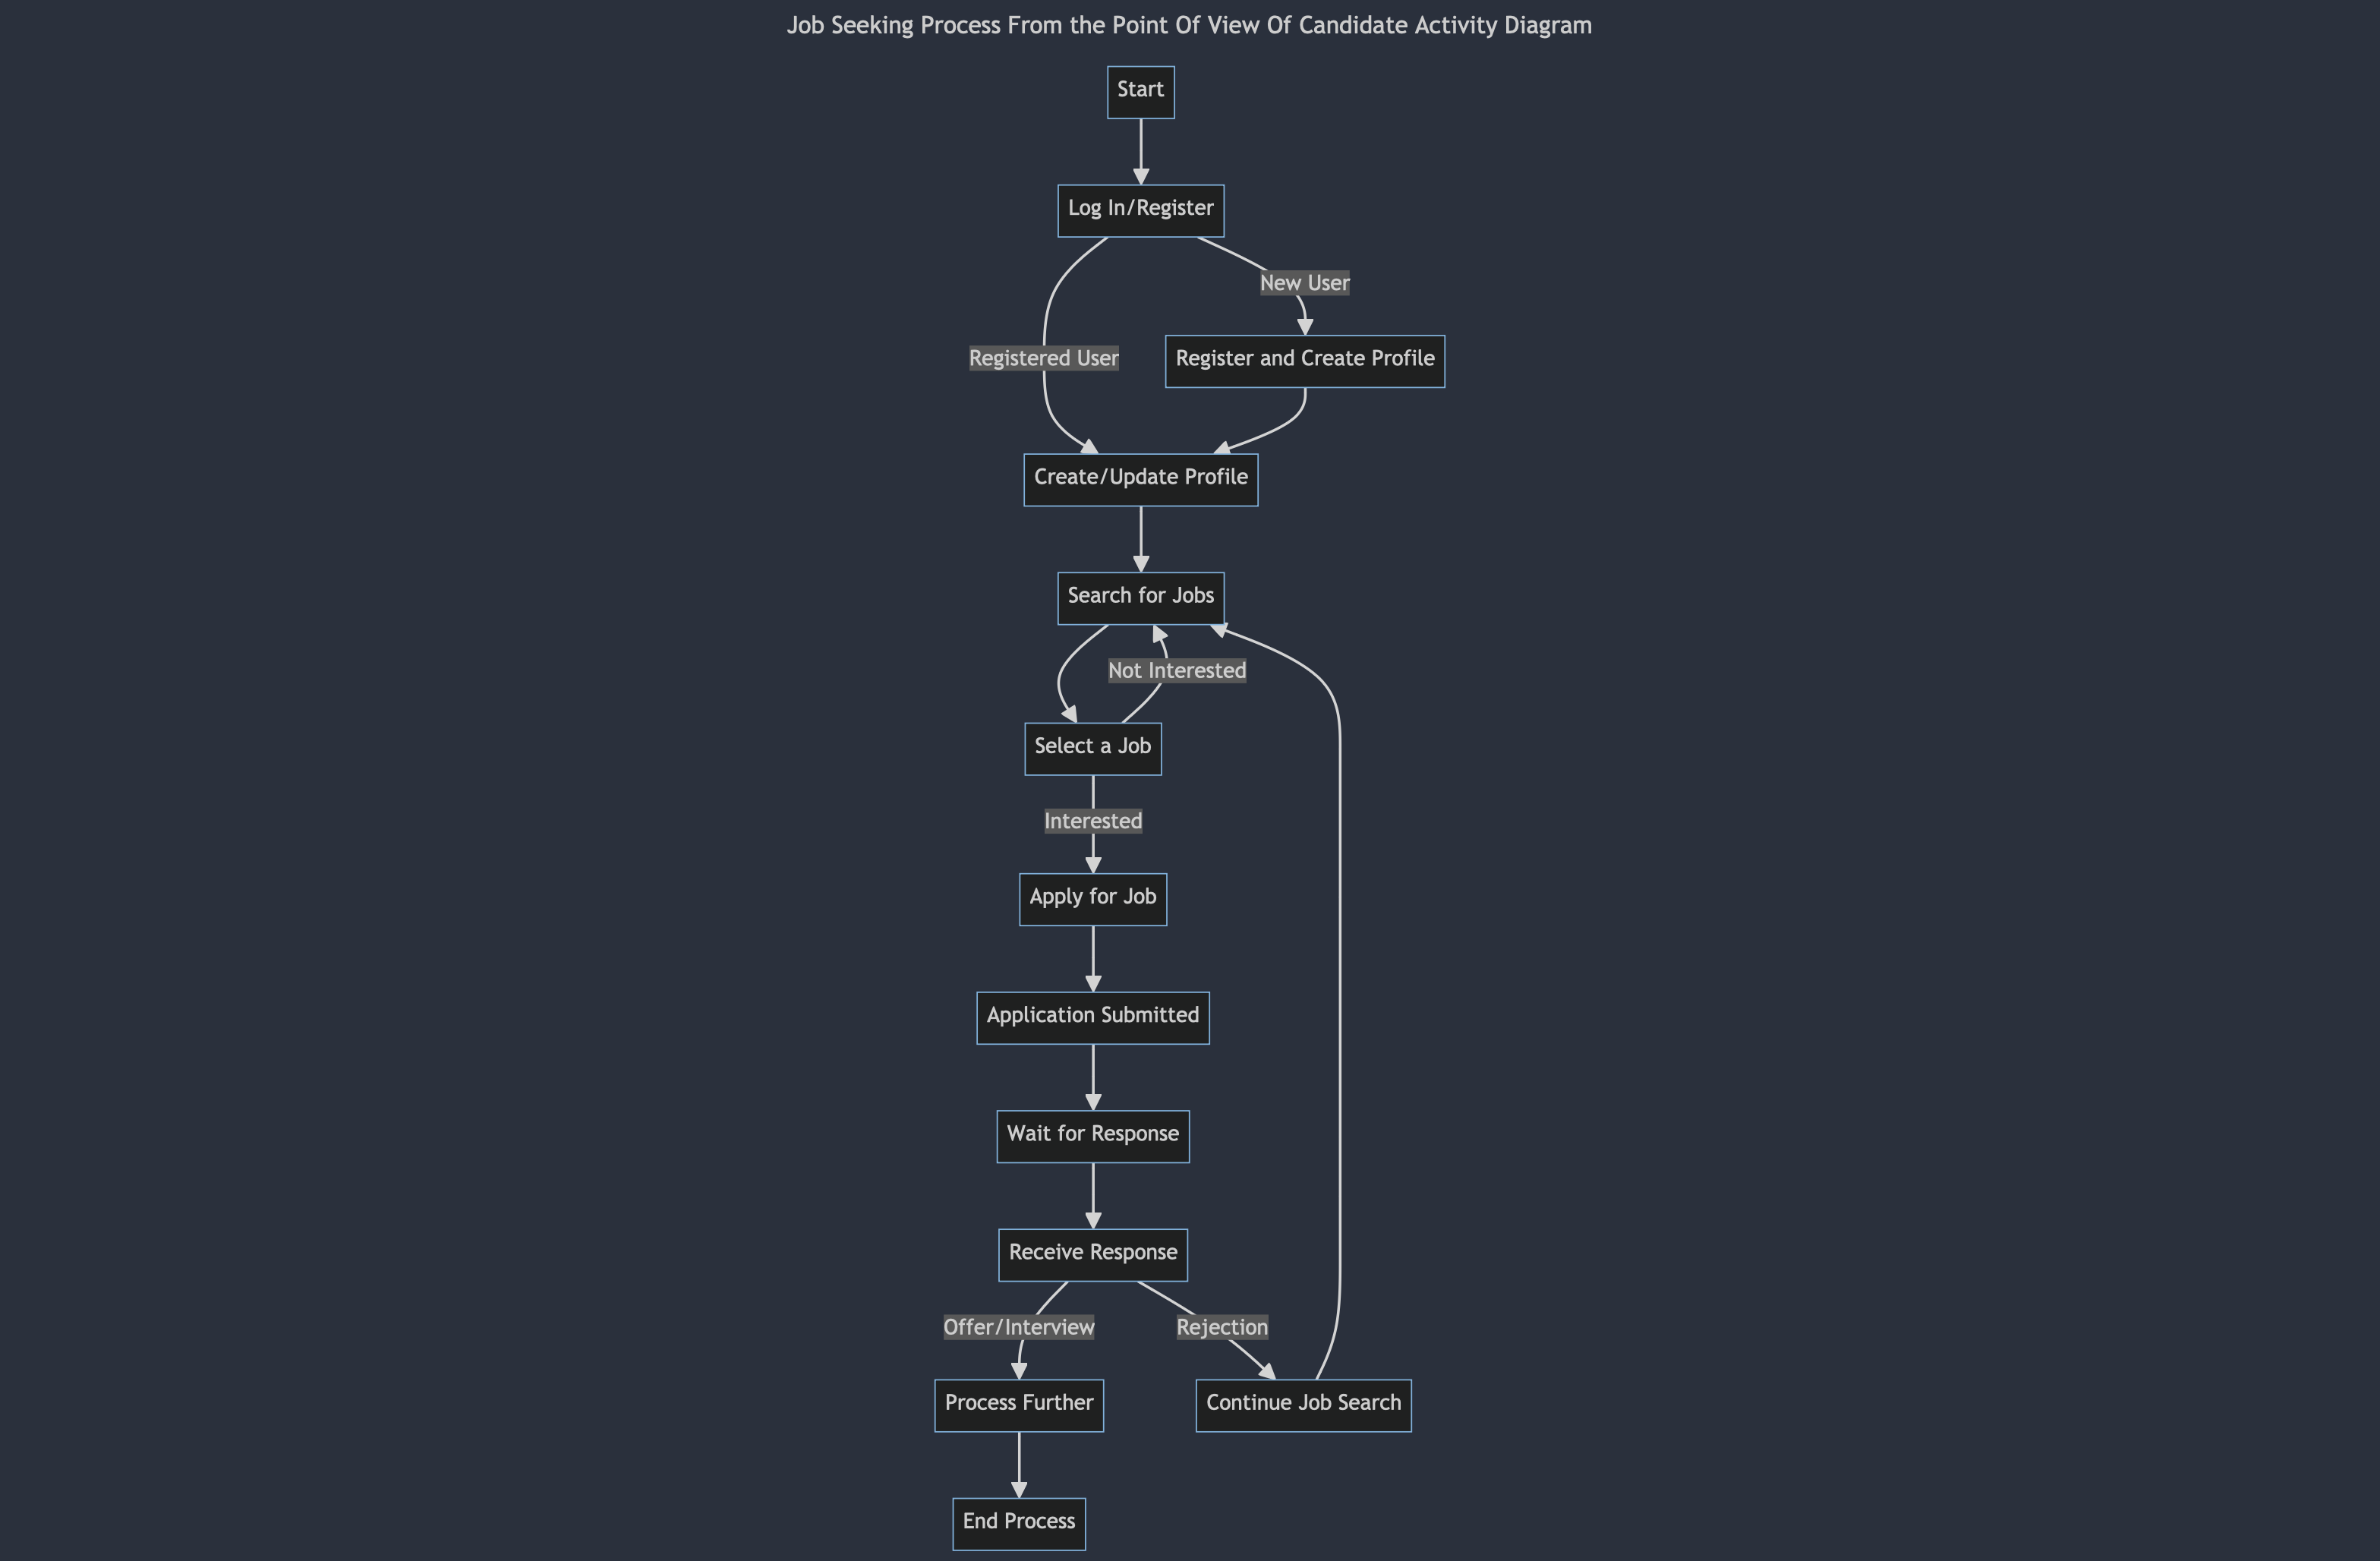 Job Seeking Process From the Point Of View Of Candidate Activity Diagram
Start
Log In/Register
New User
Registered User
Register and Create Profile
Create/Update Profile
Search for Jobs
Not Interested
Select a Job
Interested
Apply for Job
Application Submitted
Wait for Response
Receive Response
Offer/Interview
Rejection
Process Further
Continue Job Search
End Process